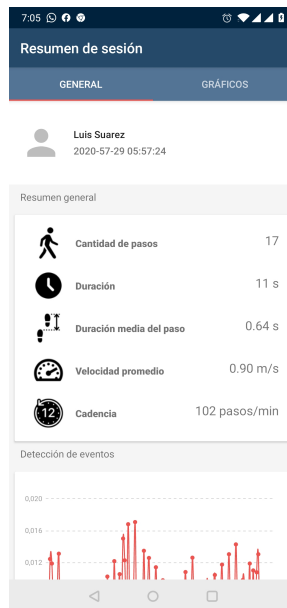 7:05
Resumen de sesión
GENERAL GRÁFICOS
Luis Suarez
2020-57-29 05:57:24
Resumen general
Cantidad de pasos 17
Duración 11 s
Duración media del paso 0.64 s
Velocidad promedio 0.90 m/s
12 Cadencia 102 pasos/min
Detección de eventos
0,020
0,016
0,012